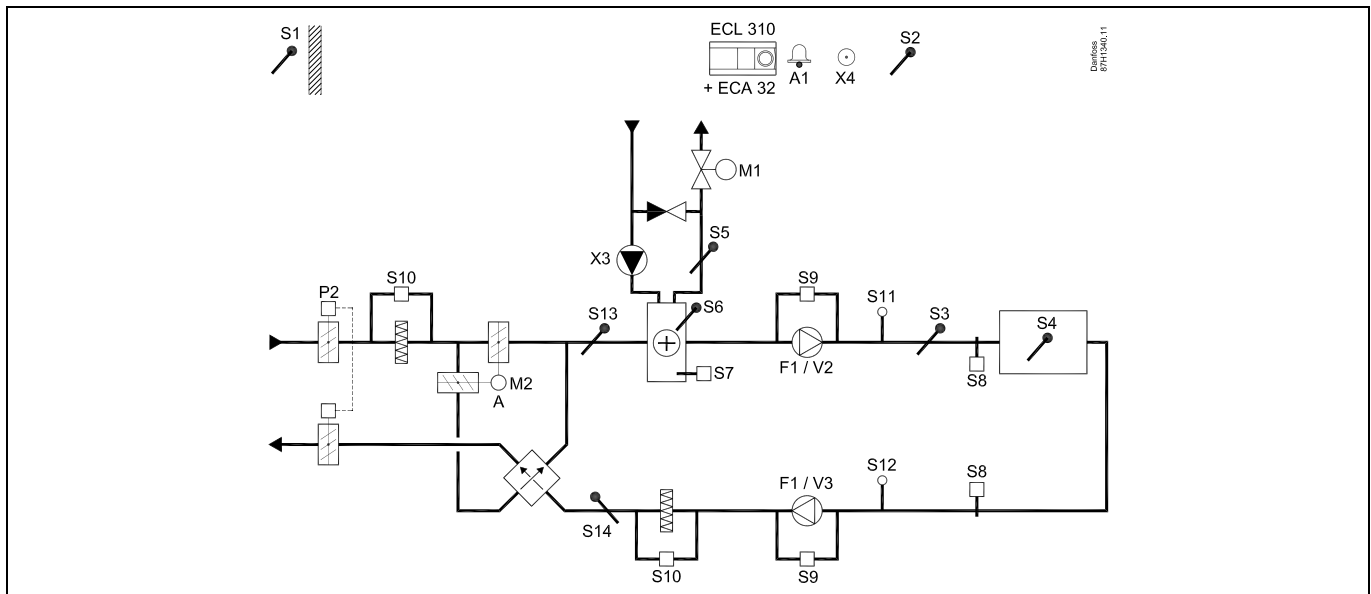 S1
ECL 310
+ ECA 32
A1
X4
S2
Danfoss
87H1340.11
M1
S5
X3
S10
P2
S13
S6
S9
S11
S3
S4
F1 / V2
S7
S8
M2
A
S12
S8
F1 / V3
S14
S10
S9